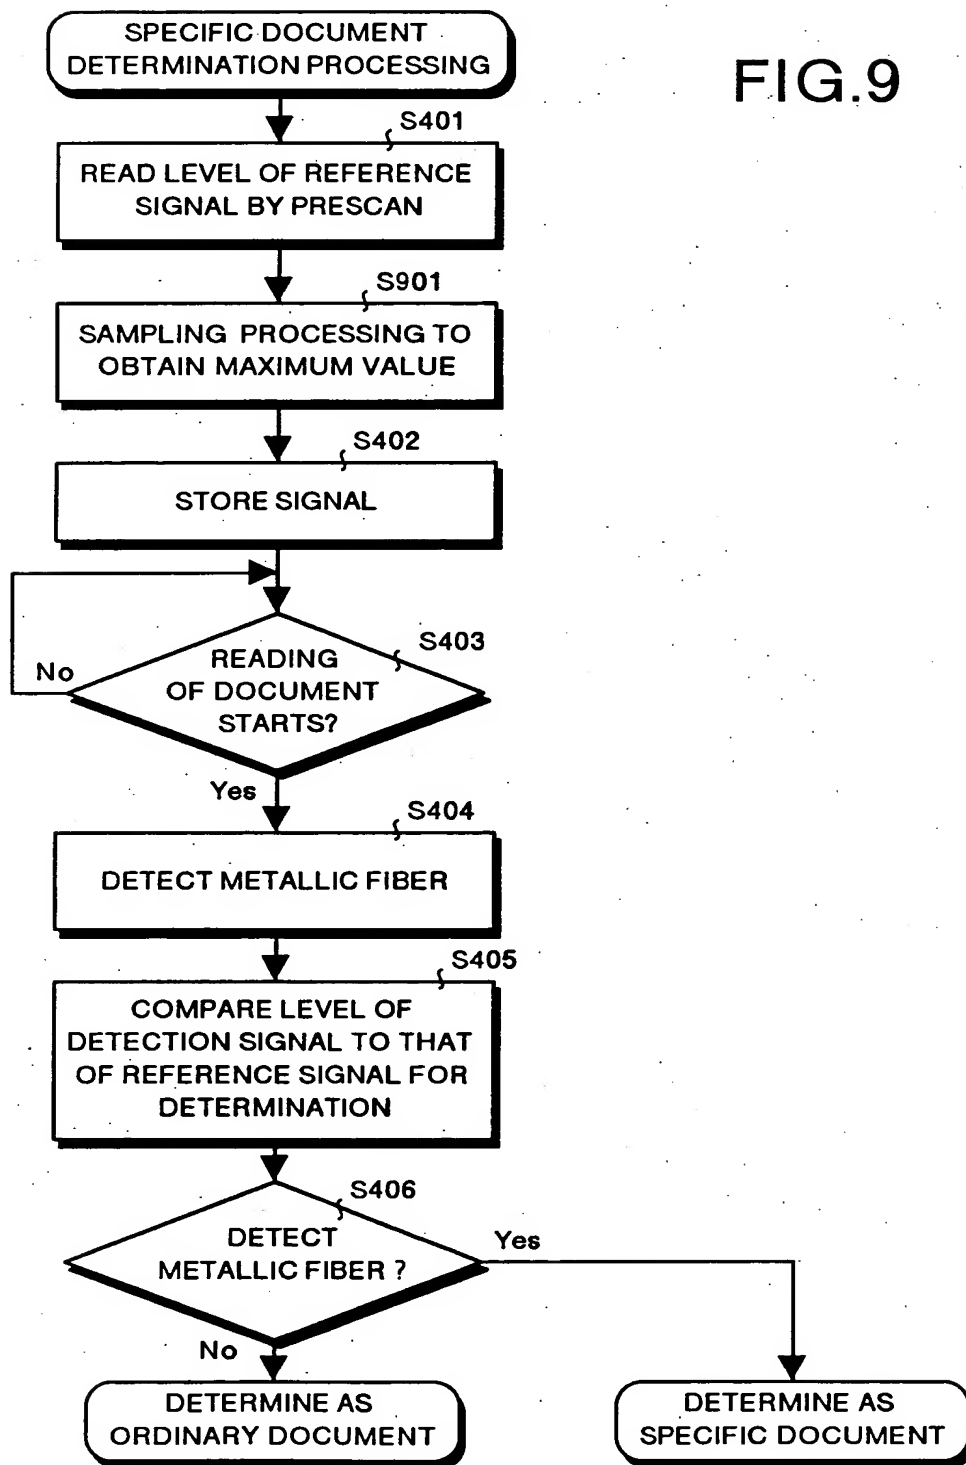 SPECIFIC DOCUMENT
DETERMINATION PROCESSING
FIG.9
S401
READ LEVEL OF REFERENCE
SIGNAL BY PRESCAN
S901
SAMPLING PROCESSING TO
OBTAIN MAXIMUM VALUE
S402
STORE SIGNAL
S403
READING
OF DOCUMENT
STARTS?
No
Yes
S404
DETECT METALLIC FIBER
S405
COMPARE LEVEL OF
DETECTION SIGNAL TO THAT
OF REFERENCE SIGNAL FOR
DETERMINATION
S406
DETECT
METALLIC FIBER ?
Yes
No
DETERMINE AS
ORDINARY DOCUMENT
DETERMINE AS
SPECIFIC DOCUMENT